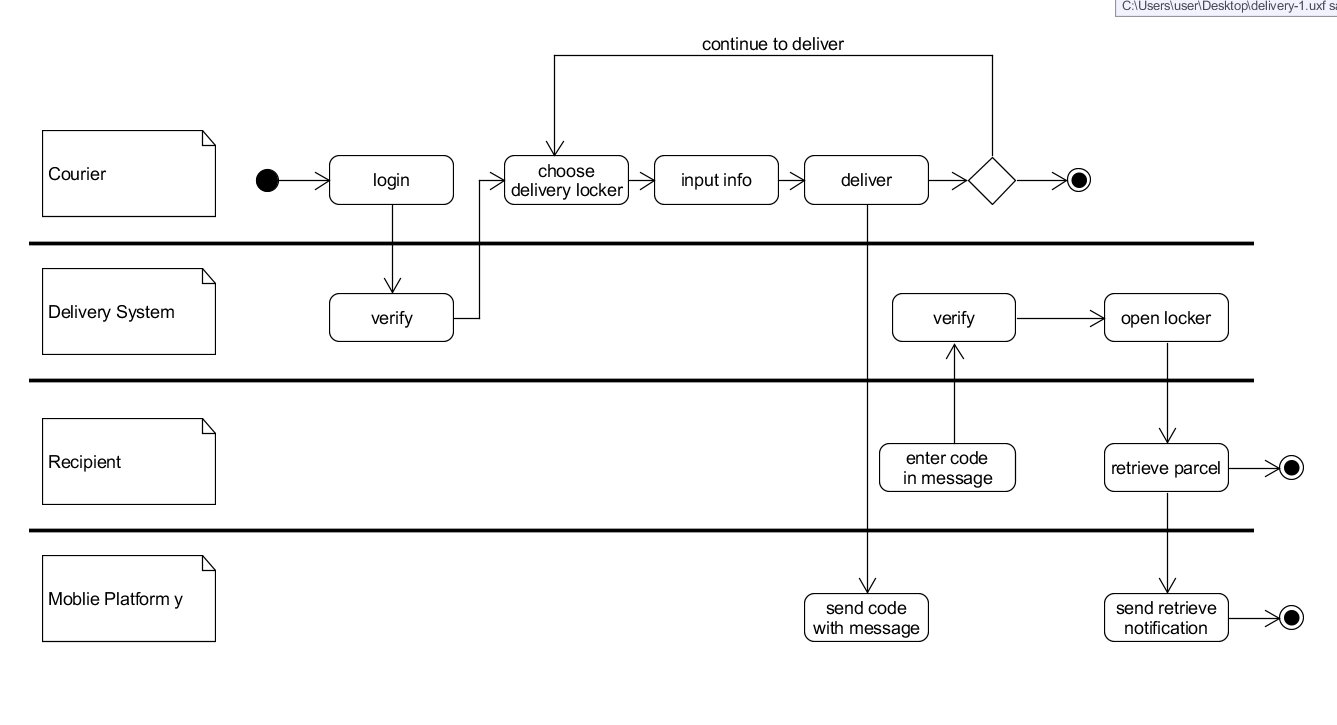 C:\Users\user\Desktop\delivery-1.uxf sa
continue to deliver
Courier
login
choose
delivery locker
input info
deliver
Delivery System
verify
verify
open locker
Recipient
enter code
in message
retrieve parcel
Moblie Platform y
send code
with message
send retrieve
notification